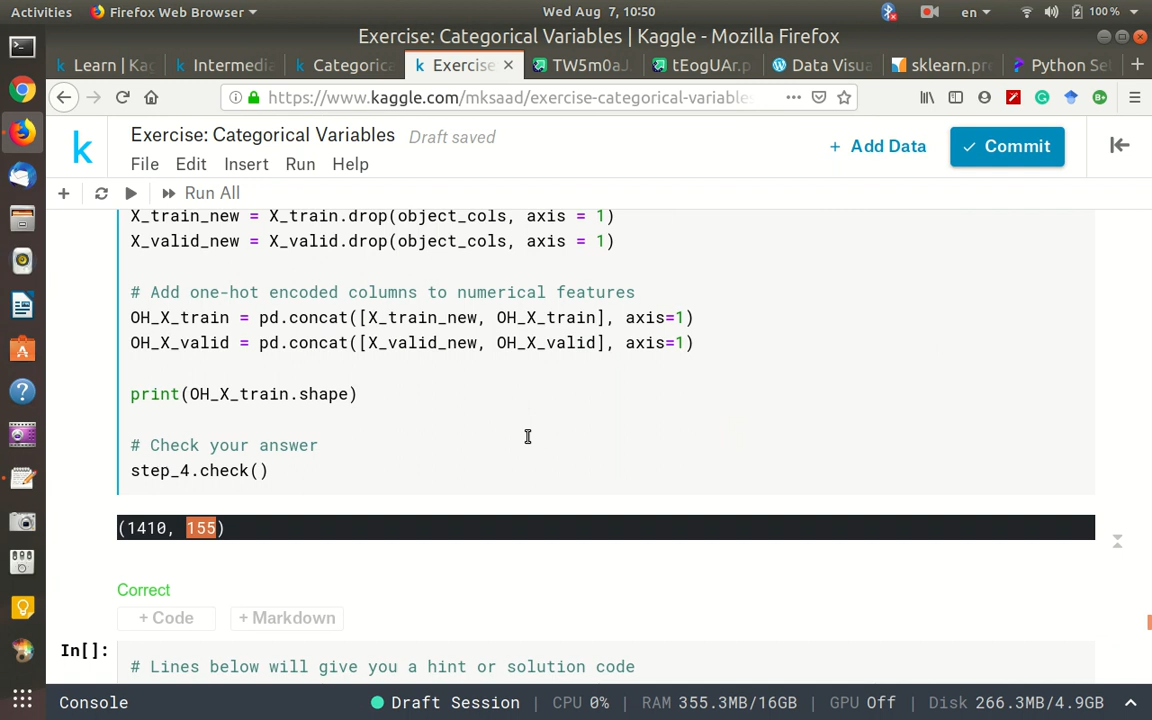 Activities Firefox Web Browser Wed Aug 7, 10:50 en 100%
Exercise: Categorical Variables | Kaggle - Mozilla Firefox
k Learn | Kag k Intermedia k Categorica k Exercise × TW5m0aJ tEogUAr.p Data Visua sklearn.pre Python Se +
https://www.kaggle.com/mksaad/exercise-categorical-variables
k Exercise: Categorical Variables Draft saved
File Edit Insert Run Help
+ Add Data Commit
+ Run All
X_train_new = X_train.drop(object_cols, axis = 1)
X_valid_new = X_valid.drop(object_cols, axis = 1)
# Add one-hot encoded columns to numerical features
OH_X_train = pd.concat([X_train_new, OH_X_train], axis=1)
OH_X_valid = pd.concat([X_valid_new, OH_X_valid], axis=1)
print(OH_X_train.shape)
# Check your answer
step_4.check()
(1410, 155)
Correct
+ Code + Markdown
In[]:
# Lines below will give you a hint or solution code
Console Draft Session | CPU 0% | RAM 355.3MB/16GB | GPU Off | Disk 266.3MB/4.9GB